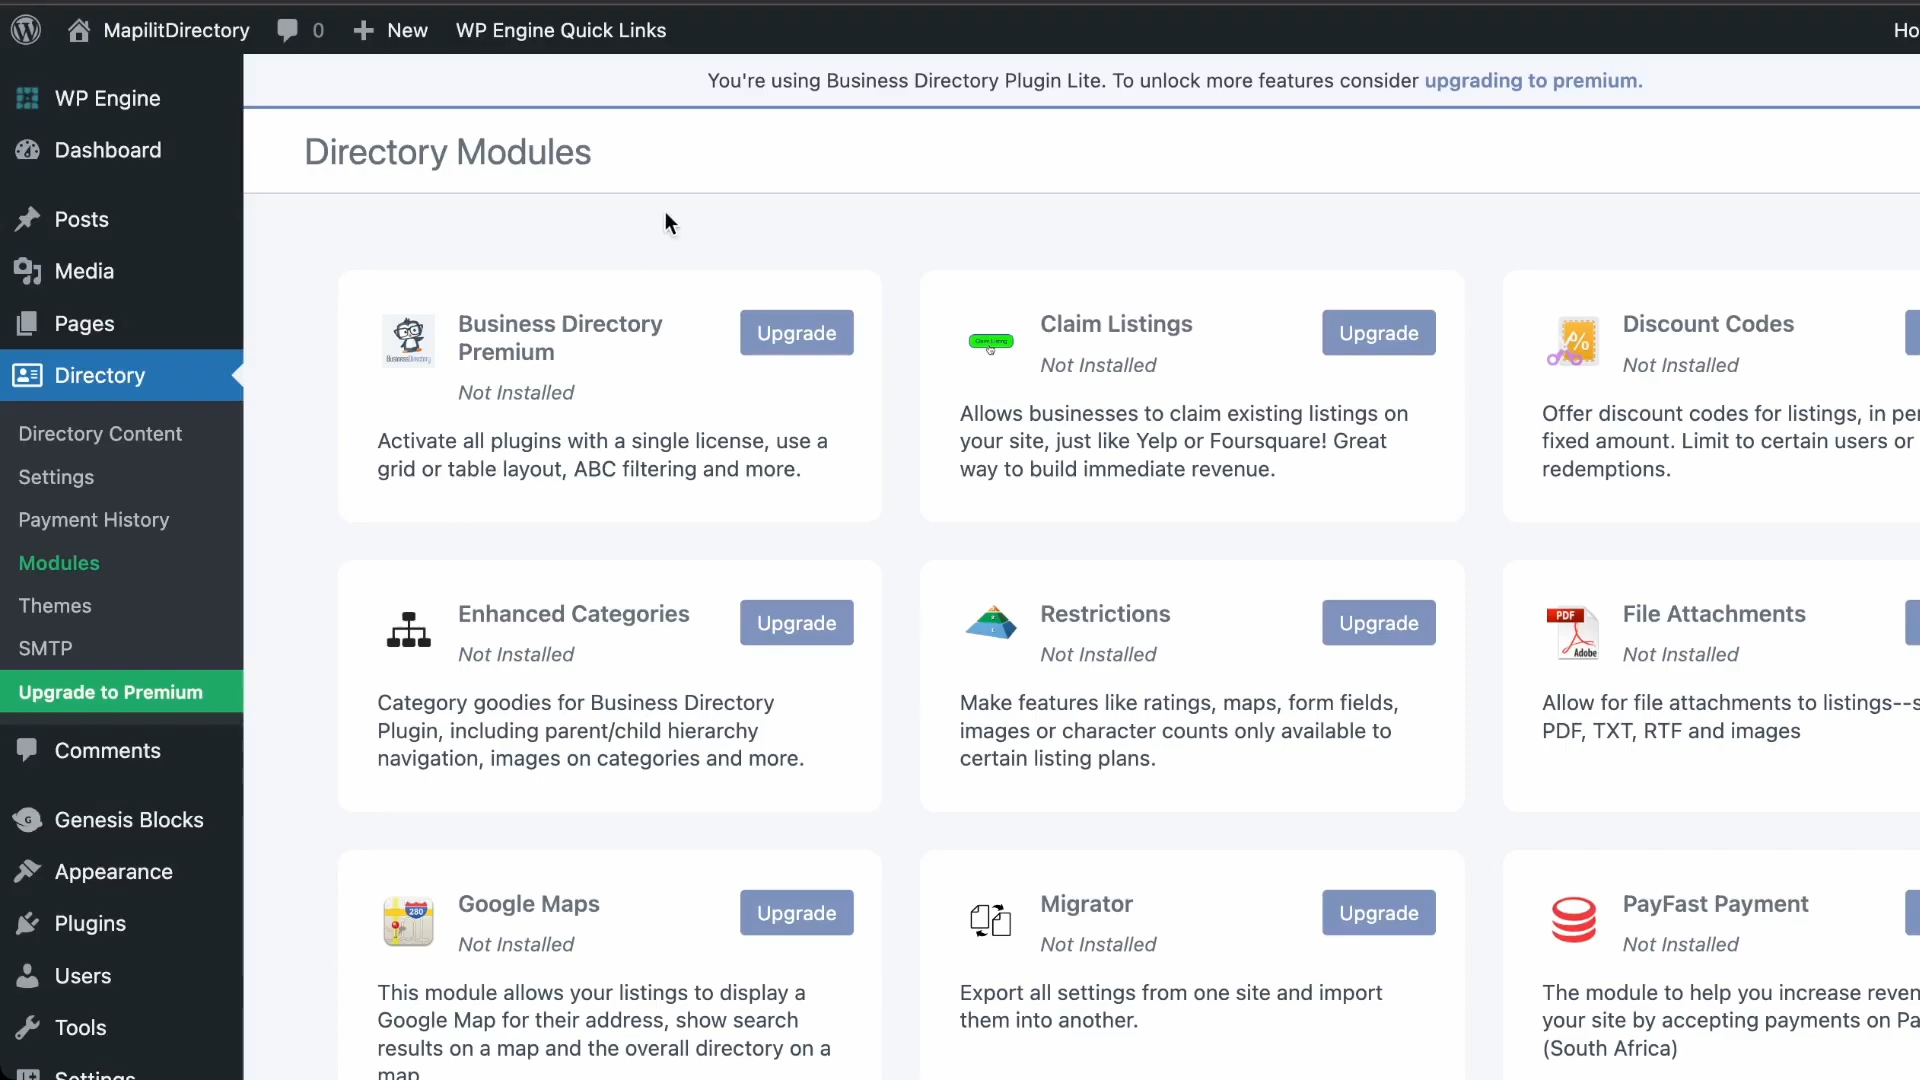 MapilitDirectory
0
New
WP Engine Quick Links
Ho
WP Engine
Dashboard
Posts
Media
Pages
Directory
Directory Content
Settings
Payment History
Modules
Themes
SMTP
Upgrade to Premium
Comments
Genesis Blocks
Appearance
Plugins
Users
Tools
Settings
You're using Business Directory Plugin Lite. To unlock more features consider upgrading to premium.
Directory Modules
Business Directory
Premium
Upgrade
Not Installed
Activate all plugins with a single license, use a
grid or table layout, ABC filtering and more.
Claim Listings
Upgrade
Not Installed
Allows businesses to claim existing listings on
your site, just like Yelp or Foursquare! Great
way to build immediate revenue.
Discount Codes
Not Installed
Offer discount codes for listings, in per
fixed amount. Limit to certain users or
redemptions.
Enhanced Categories
Upgrade
Not Installed
Category goodies for Business Directory
Plugin, including parent/child hierarchy
navigation, images on categories and more.
Restrictions
Upgrade
Not Installed
Make features like ratings, maps, form fields,
images or character counts only available to
certain listing plans.
PDF
Adobe
File Attachments
Not Installed
Allow for file attachments to listings--s
PDF, TXT, RTF and images
280
Google Maps
Upgrade
Not Installed
This module allows your listings to display a
Google Map for their address, show search
results on a map and the overall directory on a
map
Migrator
Upgrade
Not Installed
Export all settings from one site and import
them into another.
PayFast Payment
Not Installed
The module to help you increase reven
your site by accepting payments on Pa
(South Africa)